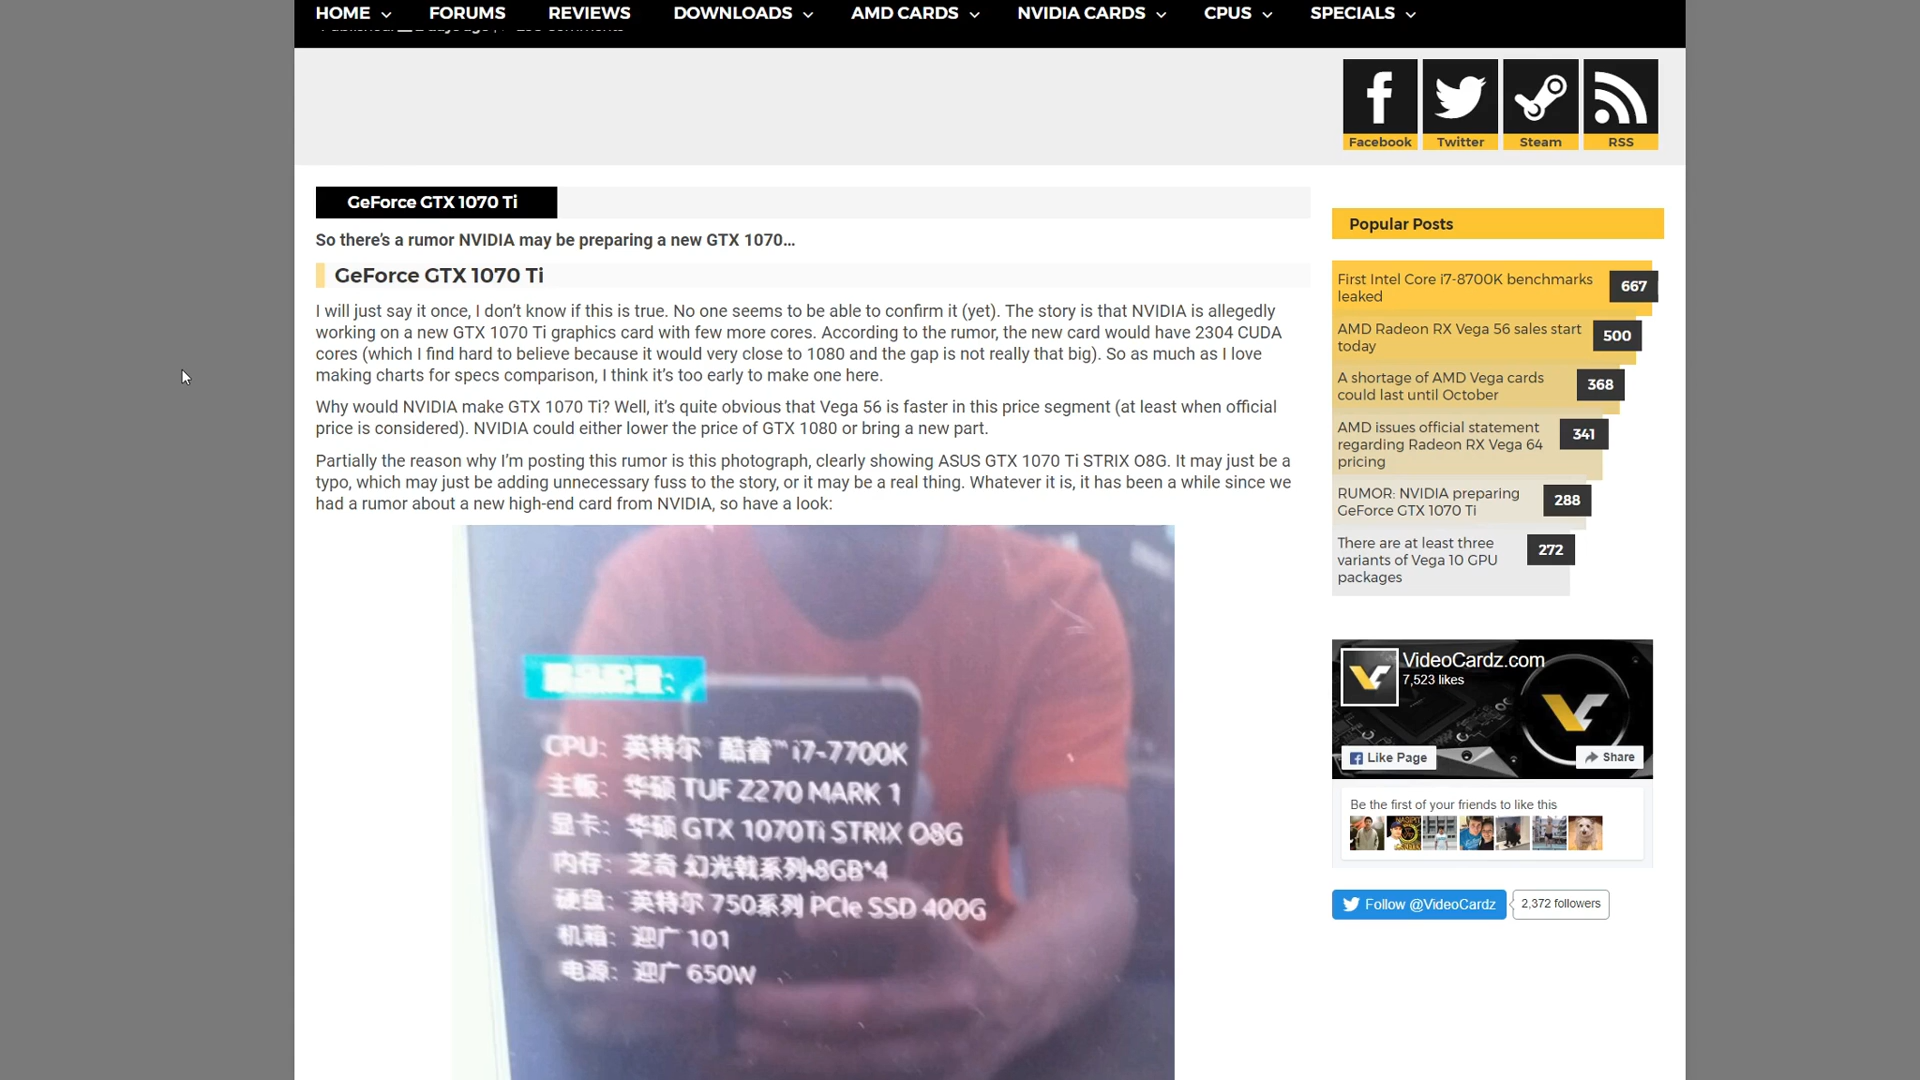 HOME FORUMS REVIEWS DOWNLOADS AMD CARDS NVIDIA CARDS CPUS SPECIALS
Facebook Twitter Steam RSS
GeForce GTX 1070 Ti
So there's a rumor NVIDIA may be preparing a new GTX 1070...
GeForce GTX 1070 Ti
I will just say it once, I don't know if this is true. No one seems to be able to confirm it (yet). The story is that NVIDIA is allegedly
working on a new GTX 1070 Ti graphics card with few more cores. According to the rumor, the new card would have 2304 CUDA
cores (which I find hard to believe because it would very close to 1080 and the gap is not really that big). So as much as I love
making charts for specs comparison, I think it's too early to make one here.
Why would NVIDIA make GTX 1070 Ti? Well, it's quite obvious that Vega 56 is faster in this price segment (at least when official
price is considered). NVIDIA could either lower the price of GTX 1080 or bring a new part.
Partially the reason why I'm posting this rumor is this photograph, clearly showing ASUS GTX 1070 Ti STRIX O8G. It may just be a
typo, which may just be adding unnecessary fuss to the story, or it may be a real thing. Whatever it is, it has been a while since we
had a rumor about a new high-end card from NVIDIA, so have a look:
CPU: 英特尔® 酷睿™ i7-7700K
主板: 华硕 TUF Z270 MARK 1
显卡: 华硕 GTX 1070Ti STRIX O8G
内存: 芝奇 幻光戟系列 8GB*4
硬盘: 英特尔 750系列 PCIe SSD 400G
机箱: 迎广 101
电源: 迎广 650W
Popular Posts
First Intel Core i7-8700K benchmarks
leaked
667
AMD Radeon RX Vega 56 sales start
today
500
A shortage of AMD Vega cards
could last until October
368
AMD issues official statement
regarding Radeon RX Vega 64
pricing
341
RUMOR: NVIDIA preparing
GeForce GTX 1070 Ti
288
There are at least three
variants of Vega 10 GPU
packages
272
VideoCardz.com
7,523 likes
Like Page
Share
Be the first of your friends to like this
Follow @VideoCardz
2,372 followers